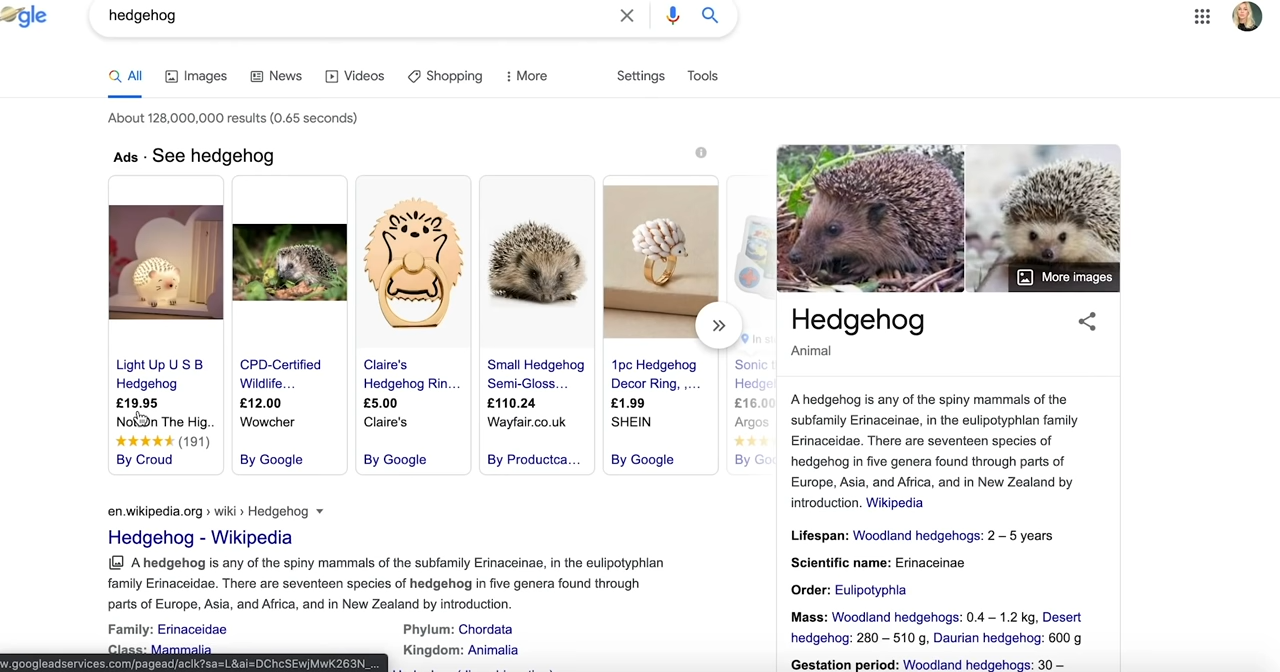 gle
hedgehog
All Images News Videos Shopping More Settings Tools
About 128,000,000 results (0.65 seconds)
Ads · See hedgehog
Light Up U S B
Hedgehog
£19.95
Not On The Hig..
(191)
By Croud
CPD-Certified
Wildlife...
£12.00
Wowcher
By Google
Claire's
Hedgehog Rin...
£5.00
Claire's
By Google
Small Hedgehog
Semi-Gloss...
£110.24
Wayfair.co.uk
By Productca...
1pc Hedgehog
Decor Ring, ,...
£1.99
SHEIN
By Google
In st
Sonic t
Hedge
£16.00
Argos
By Goo
en.wikipedia.org › wiki › Hedgehog
Hedgehog - Wikipedia
A hedgehog is any of the spiny mammals of the subfamily Erinaceinae, in the eulipotyphlan
family Erinaceidae. There are seventeen species of hedgehog in five genera found through
parts of Europe, Asia, and Africa, and in New Zealand by introduction.
Family: Erinaceidae Phylum: Chordata
Class: Mammalia Kingdom: Animalia
w.googleadservices.com/pagead/aclk?sa=L&ai=DChcSEwjMwK263N_...
More images
Hedgehog
Animal
A hedgehog is any of the spiny mammals of the
subfamily Erinaceinae, in the eulipotyphlan family
Erinaceidae. There are seventeen species of
hedgehog in five genera found through parts of
Europe, Asia, and Africa, and in New Zealand by
introduction. Wikipedia
Lifespan: Woodland hedgehogs: 2 – 5 years
Scientific name: Erinaceinae
Order: Eulipotyphla
Mass: Woodland hedgehogs: 0.4 – 1.2 kg, Desert
hedgehog: 280 – 510 g, Daurian hedgehog: 600 g
Gestation period: Woodland hedgehogs: 30 –